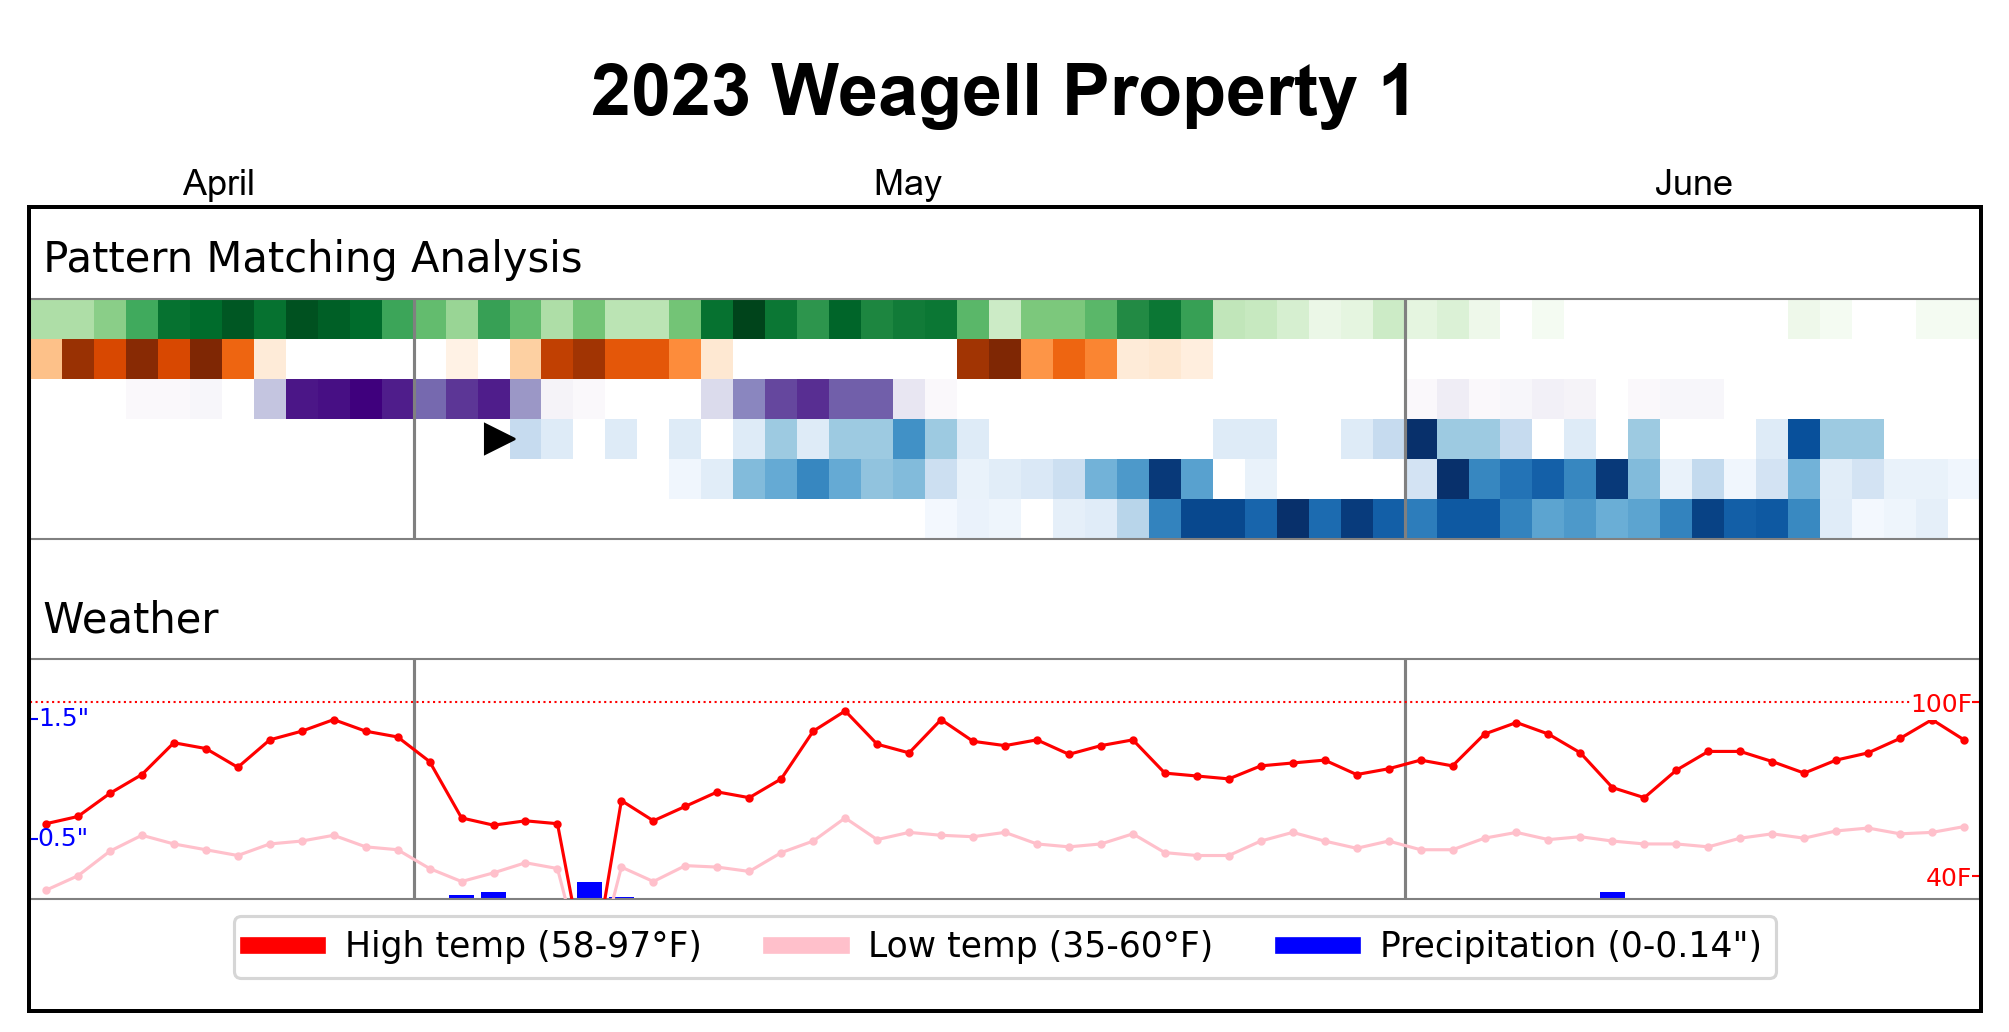 2023 Weagell Property 1
April May June
Pattern Matching Analysis
Weather
1.5" 100F
0.5"
40F
High temp (58-97°F) Low temp (35-60°F) Precipitation (0-0.14")